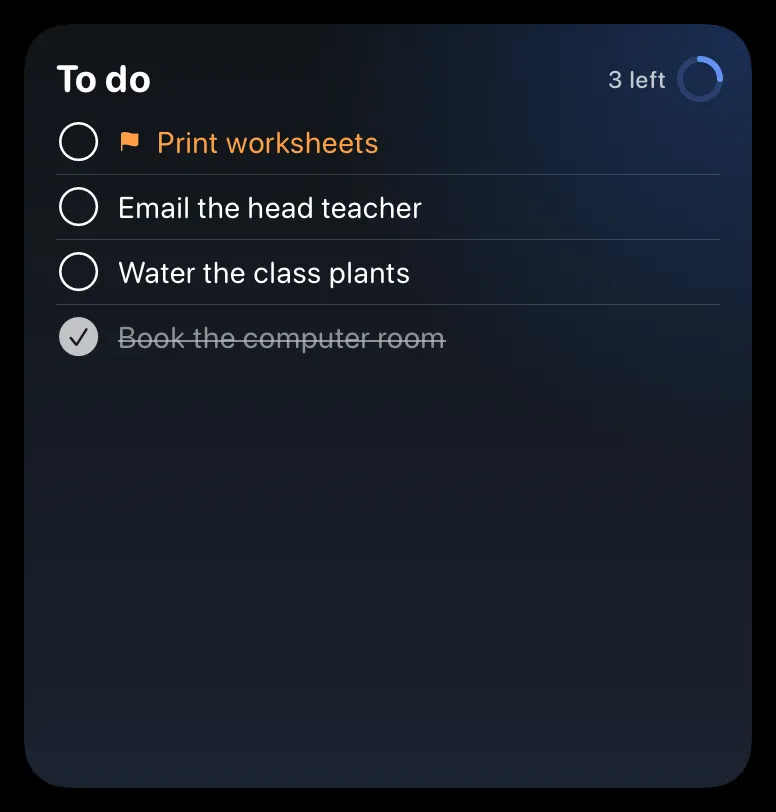 To do
3 left
Print worksheets
Email the head teacher
Water the class plants
Book the computer room